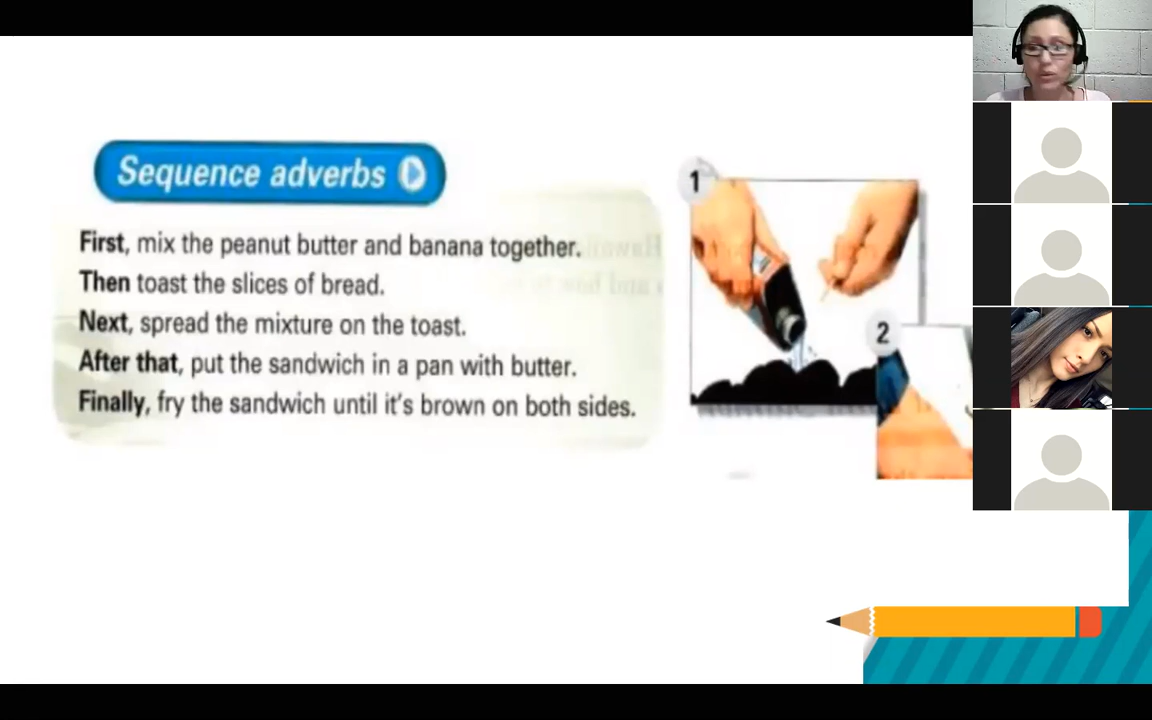 Sequence adverbs
First, mix the peanut butter and banana together.
Then toast the slices of bread.
Next, spread the mixture on the toast.
After that, put the sandwich in a pan with butter.
Finally, fry the sandwich until it's brown on both sides.
1
2